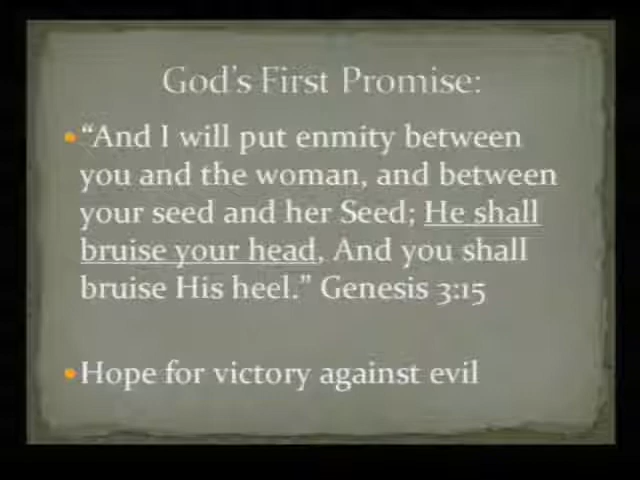 God's First Promise:
"And I will put enmity between
you and the woman, and between
your seed and her Seed; He shall
bruise your head, And you shall
bruise His heel." Genesis 3:15
Hope for victory against evil